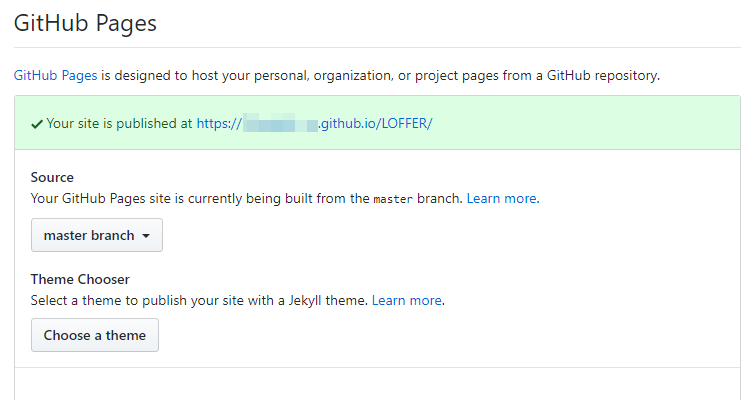 GitHub Pages
GitHub Pages is designed to host your personal, organization, or project pages from a GitHub repository.
Your site is published at https:// .github.io/LOFFER/
Source
Your GitHub Pages site is currently being built from the master branch. Learn more.
master branch
Theme Chooser
Select a theme to publish your site with a Jekyll theme. Learn more.
Choose a theme